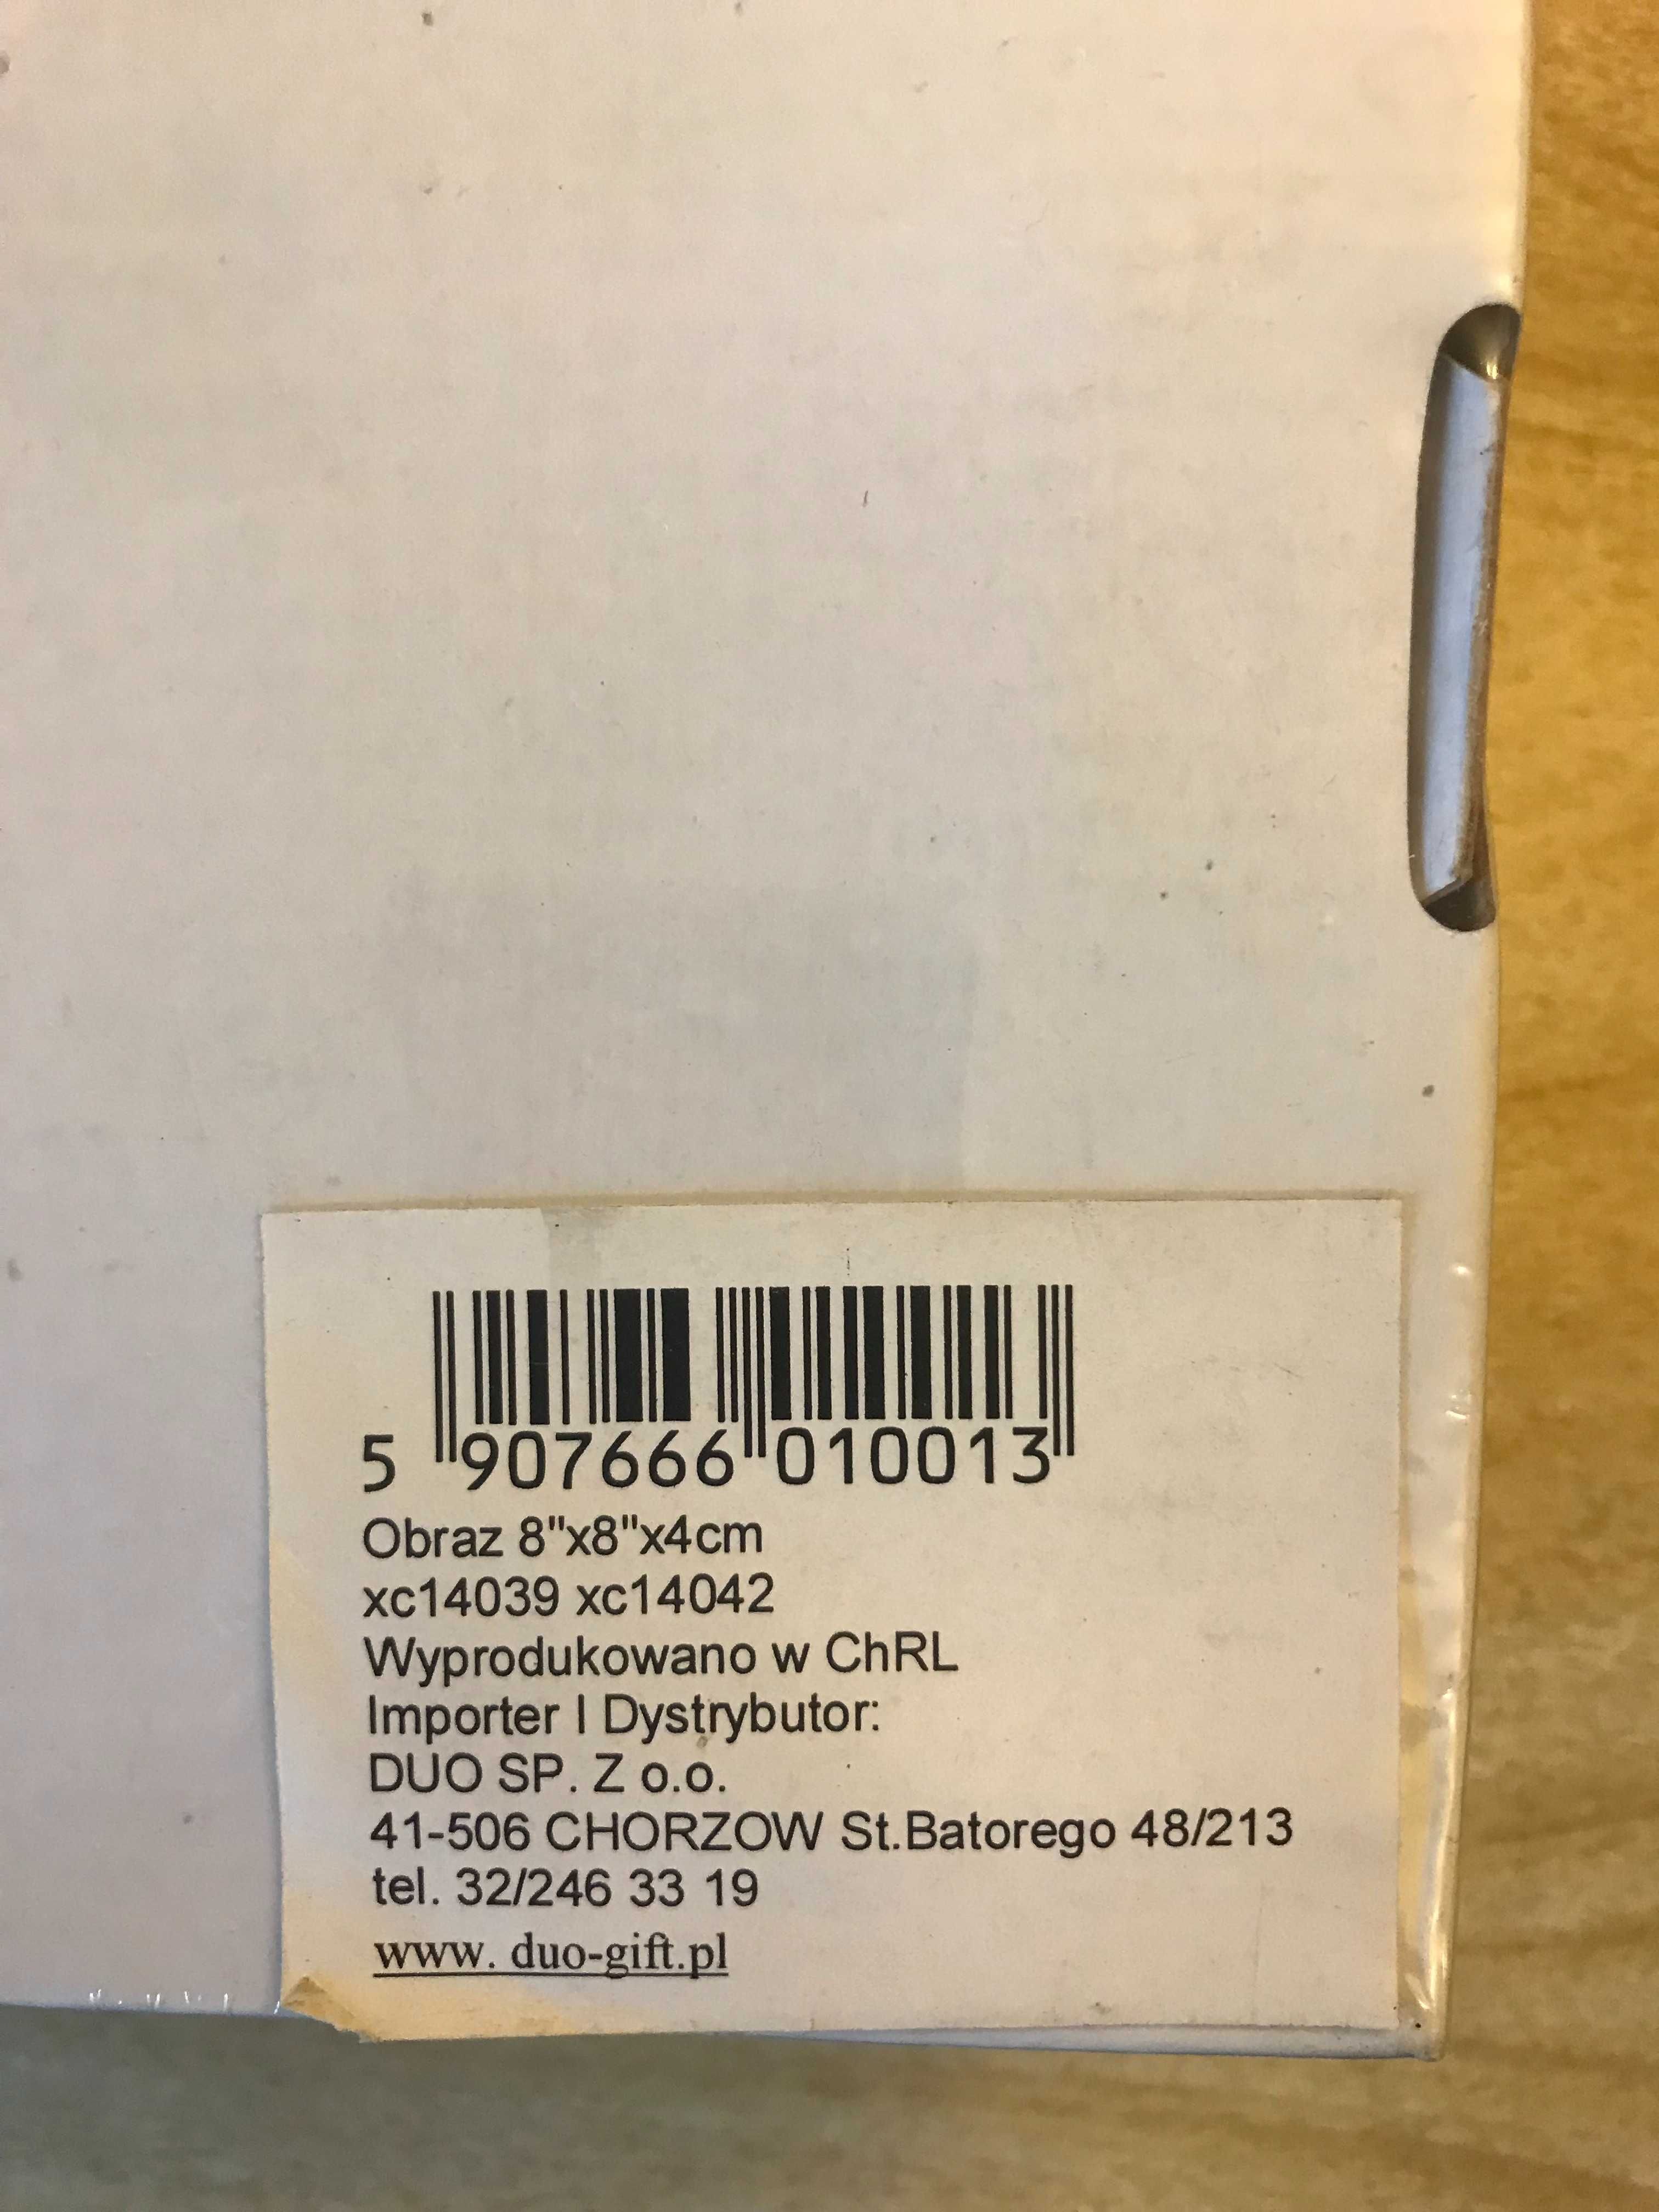 5 907666 010013
Obraz 8"x8"x4cm
xc14039 xc14042
Wyprodukowano w ChRL
Importer I Dystrybutor:
DUO SP. Z o.o.
41-506 CHORZOW St.Batorego 48/213
tel. 32/246 33 19
www. duo-gift.pl